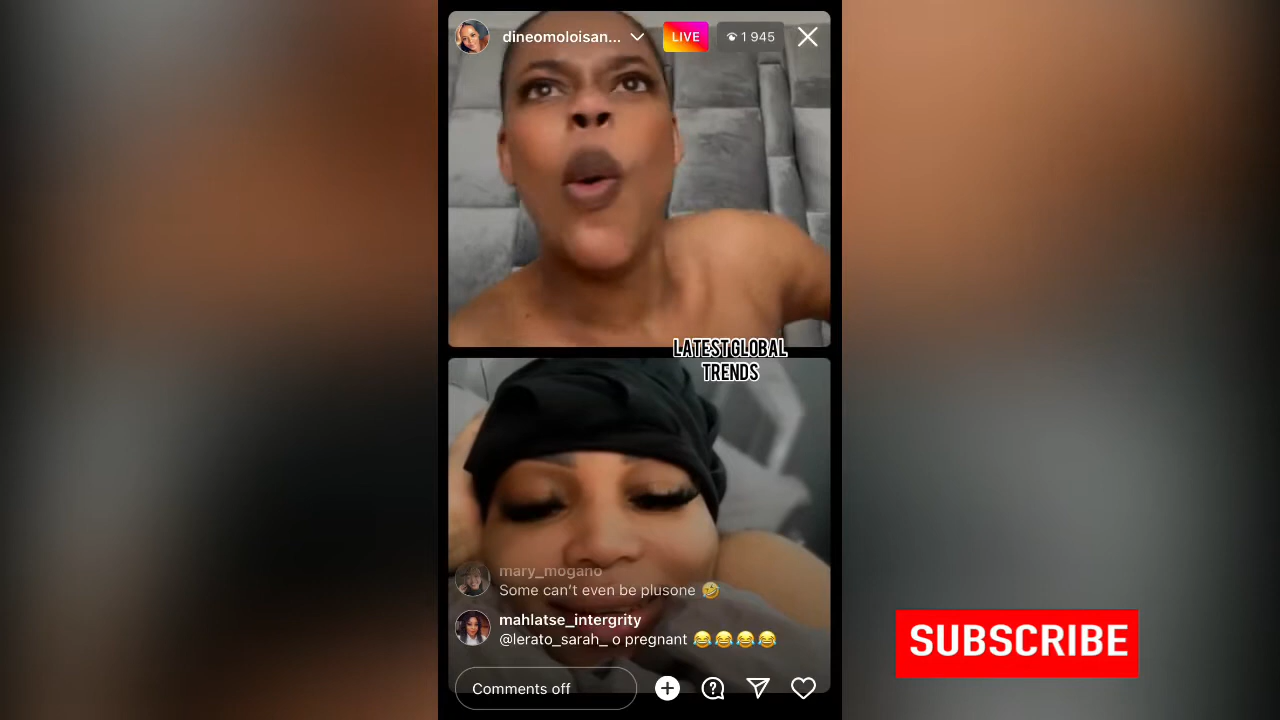 dineomoloisan...
LIVE
1 945
LATEST GLOBAL
TRENDS
mary_mogano
Some can't even be plusone 🤣
mahlatse_intergrity
@lerato_sarah_ o pregnant 😂😂😂😂
Comments off
SUBSCRIBE